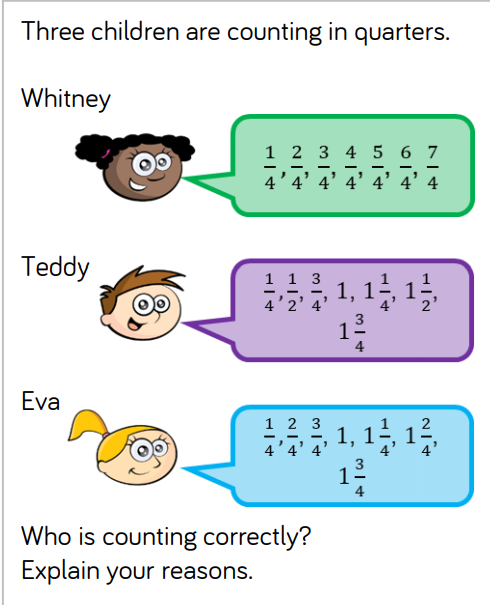 Three children are counting in quarters.
Whitney
1/4, 2/4, 3/4, 4/4, 5/4, 6/4, 7/4
Teddy
1/4, 1/2, 3/4, 1, 1 1/4, 1 1/2,
1 3/4
Eva
1/4, 2/4, 3/4, 1, 1 1/4, 1 2/4,
1 3/4
Who is counting correctly?
Explain your reasons.